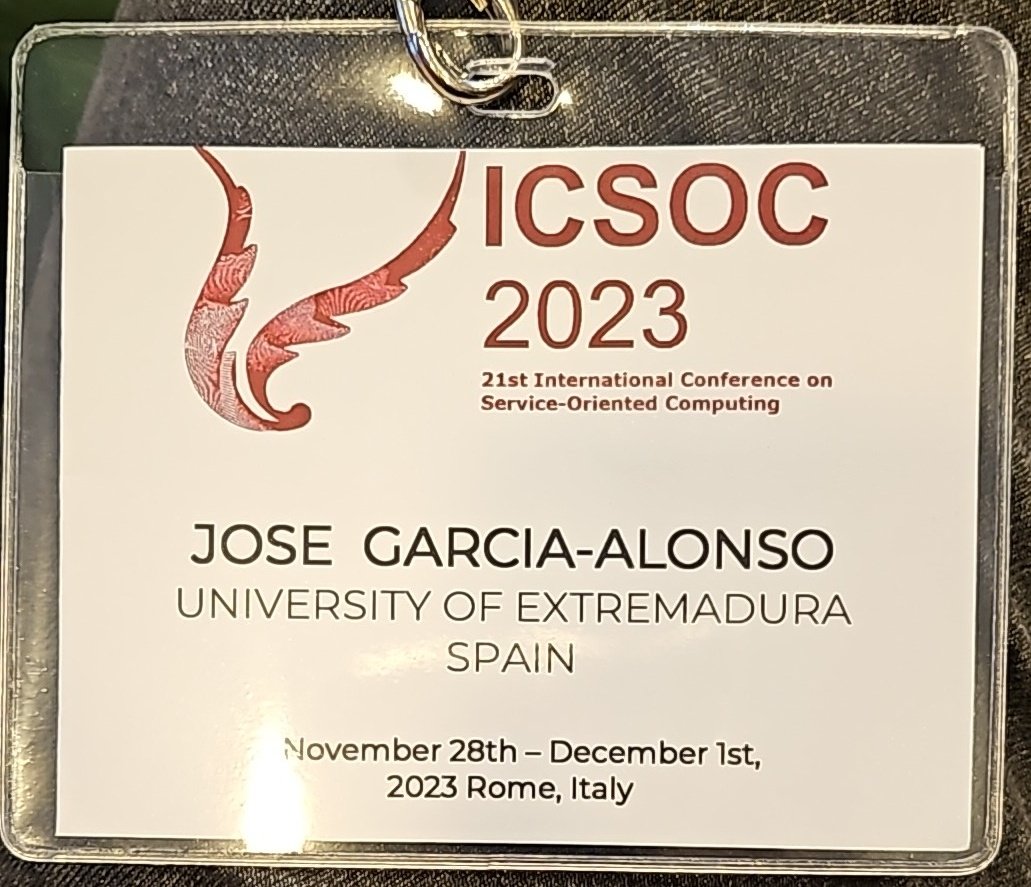 ICSOC
2023
21st International Conference on
Service-Oriented Computing
JOSE GARCIA-ALONSO
UNIVERSITY OF EXTREMADURA
SPAIN
November 28th – December 1st,
2023 Rome, Italy